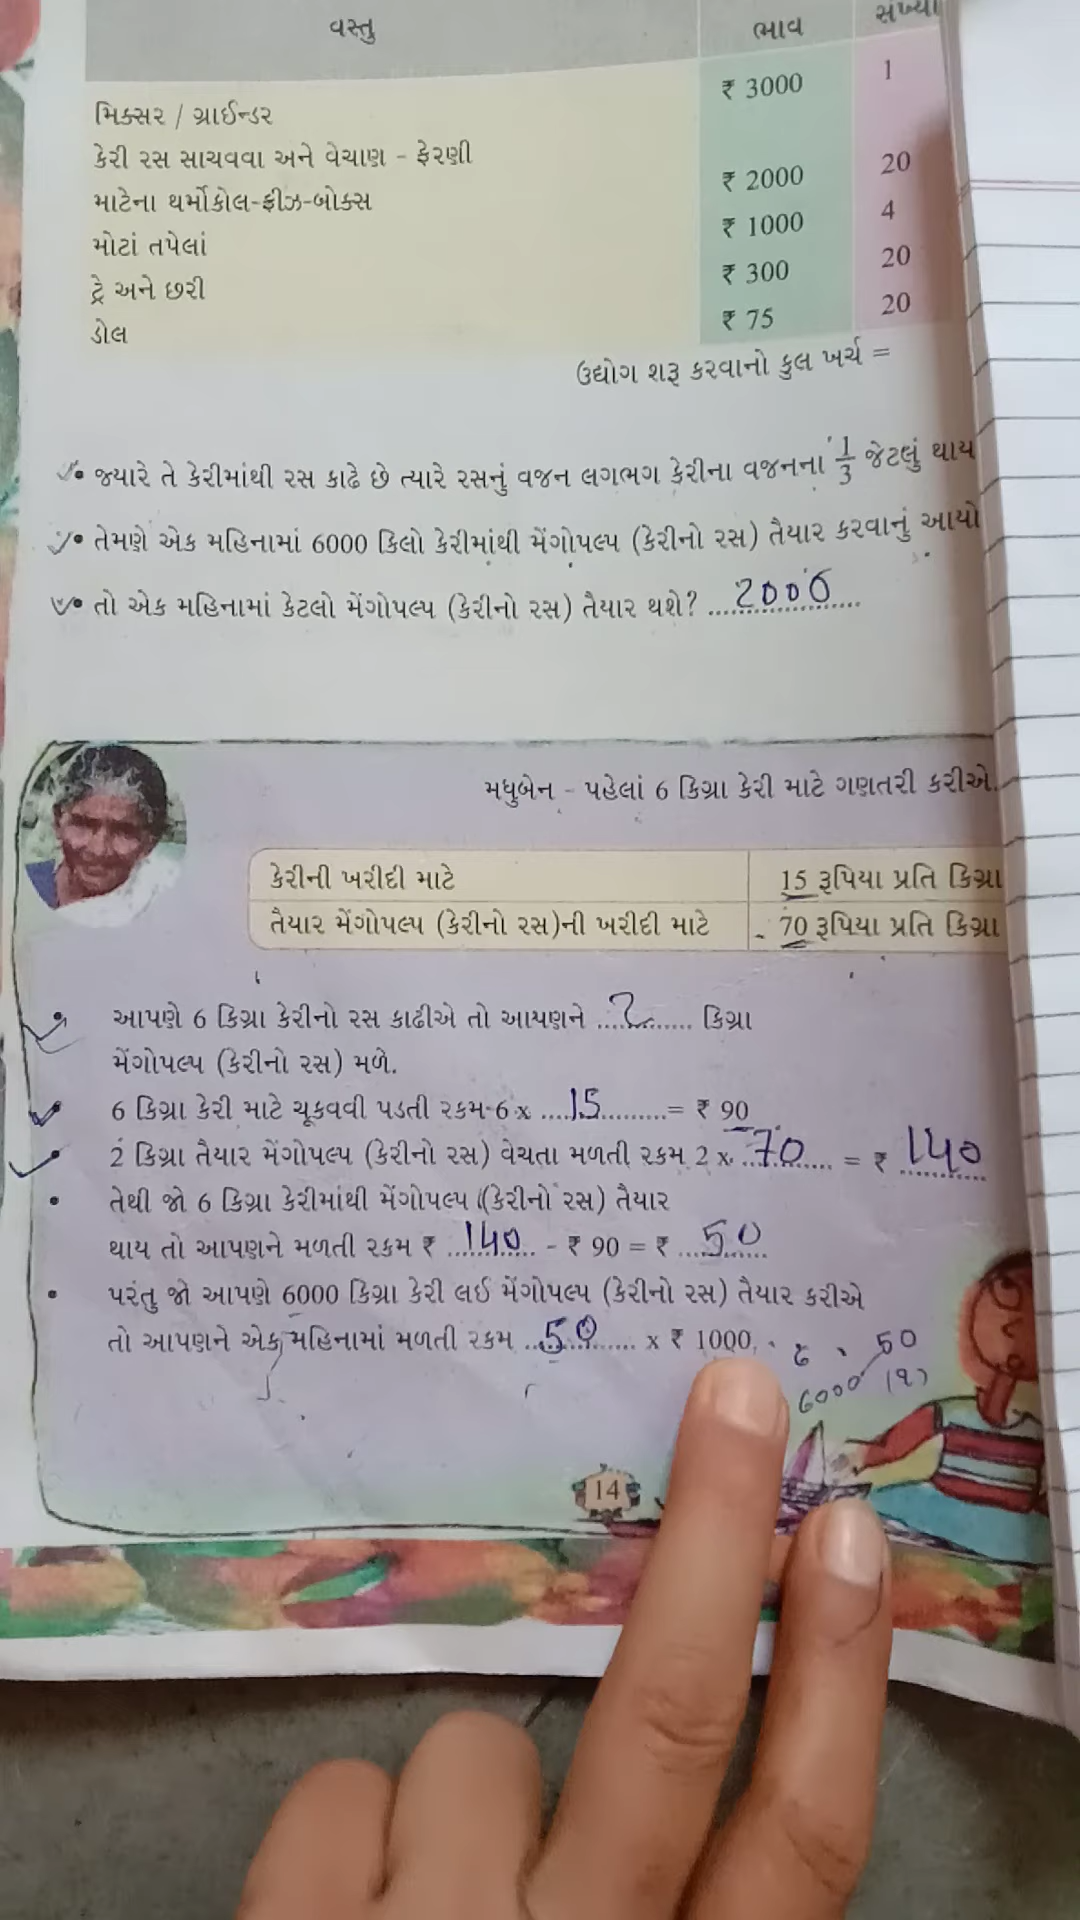 વસ્તુ ભાવ સંખ્યા
મિક્સર / ગ્રાઈન્ડર ₹ 3000 1
કેરી રસ સાચવવા અને વેચાણ - ફેરણી
માટેના થર્મોકોલ-ફ્રીઝ-બોક્સ ₹ 2000 20
મોટાં તપેલાં ₹ 1000 4
ટ્રે અને છરી ₹ 300 20
ડોલ ₹ 75 20
ઉદ્યોગ શરૂ કરવાનો કુલ ખર્ચ =
• જ્યારે તે કેરીમાંથી રસ કાઢે છે ત્યારે રસનું વજન લગભગ કેરીના વજનના 1/3 જેટલું થાય
• તેમણે એક મહિનામાં 6000 કિલો કેરીમાંથી મેંગોપલ્પ (કેરીનો રસ) તૈયાર કરવાનું આયો
• તો એક મહિનામાં કેટલો મેંગોપલ્પ (કેરીનો રસ) તૈયાર થશે? 2000
મધુબેન - પહેલાં 6 કિગ્રા કેરી માટે ગણતરી કરીએ.
કેરીની ખરીદી માટે 15 રૂપિયા પ્રતિ કિગ્રા
તૈયાર મેંગોપલ્પ (કેરીનો રસ)ની ખરીદી માટે 70 રૂપિયા પ્રતિ કિગ્રા
• આપણે 6 કિગ્રા કેરીનો રસ કાઢીએ તો આયણને ....2...... કિગ્રા
મેંગોપલ્પ (કેરીનો રસ) મળે.
• 6 કિગ્રા કેરી માટે ચૂકવવી પડતી રકમ-6 x ....15.........= ₹ 90
• 2 કિગ્રા તૈયાર મેંગોપલ્પ (કેરીનો રસ) વેચતા મળતી રકમ 2 x ...70...... = ₹ 140
• તેથી જો 6 કિગ્રા કેરીમાંથી મેંગોપલ્પ (કેરીનો રસ) તૈયાર
થાય તો આપણને મળતી રકમ ₹ ...140... - ₹ 90 = ₹ ...50...
• પરંતુ જો આપણે 6000 કિગ્રા કેરી લઈ મેંગોપલ્પ (કેરીનો રસ) તૈયાર કરીએ
તો આપણને એક મહિનામાં મળતી રકમ ...50...... x ₹ 1000
6 50
6000 (?)
14